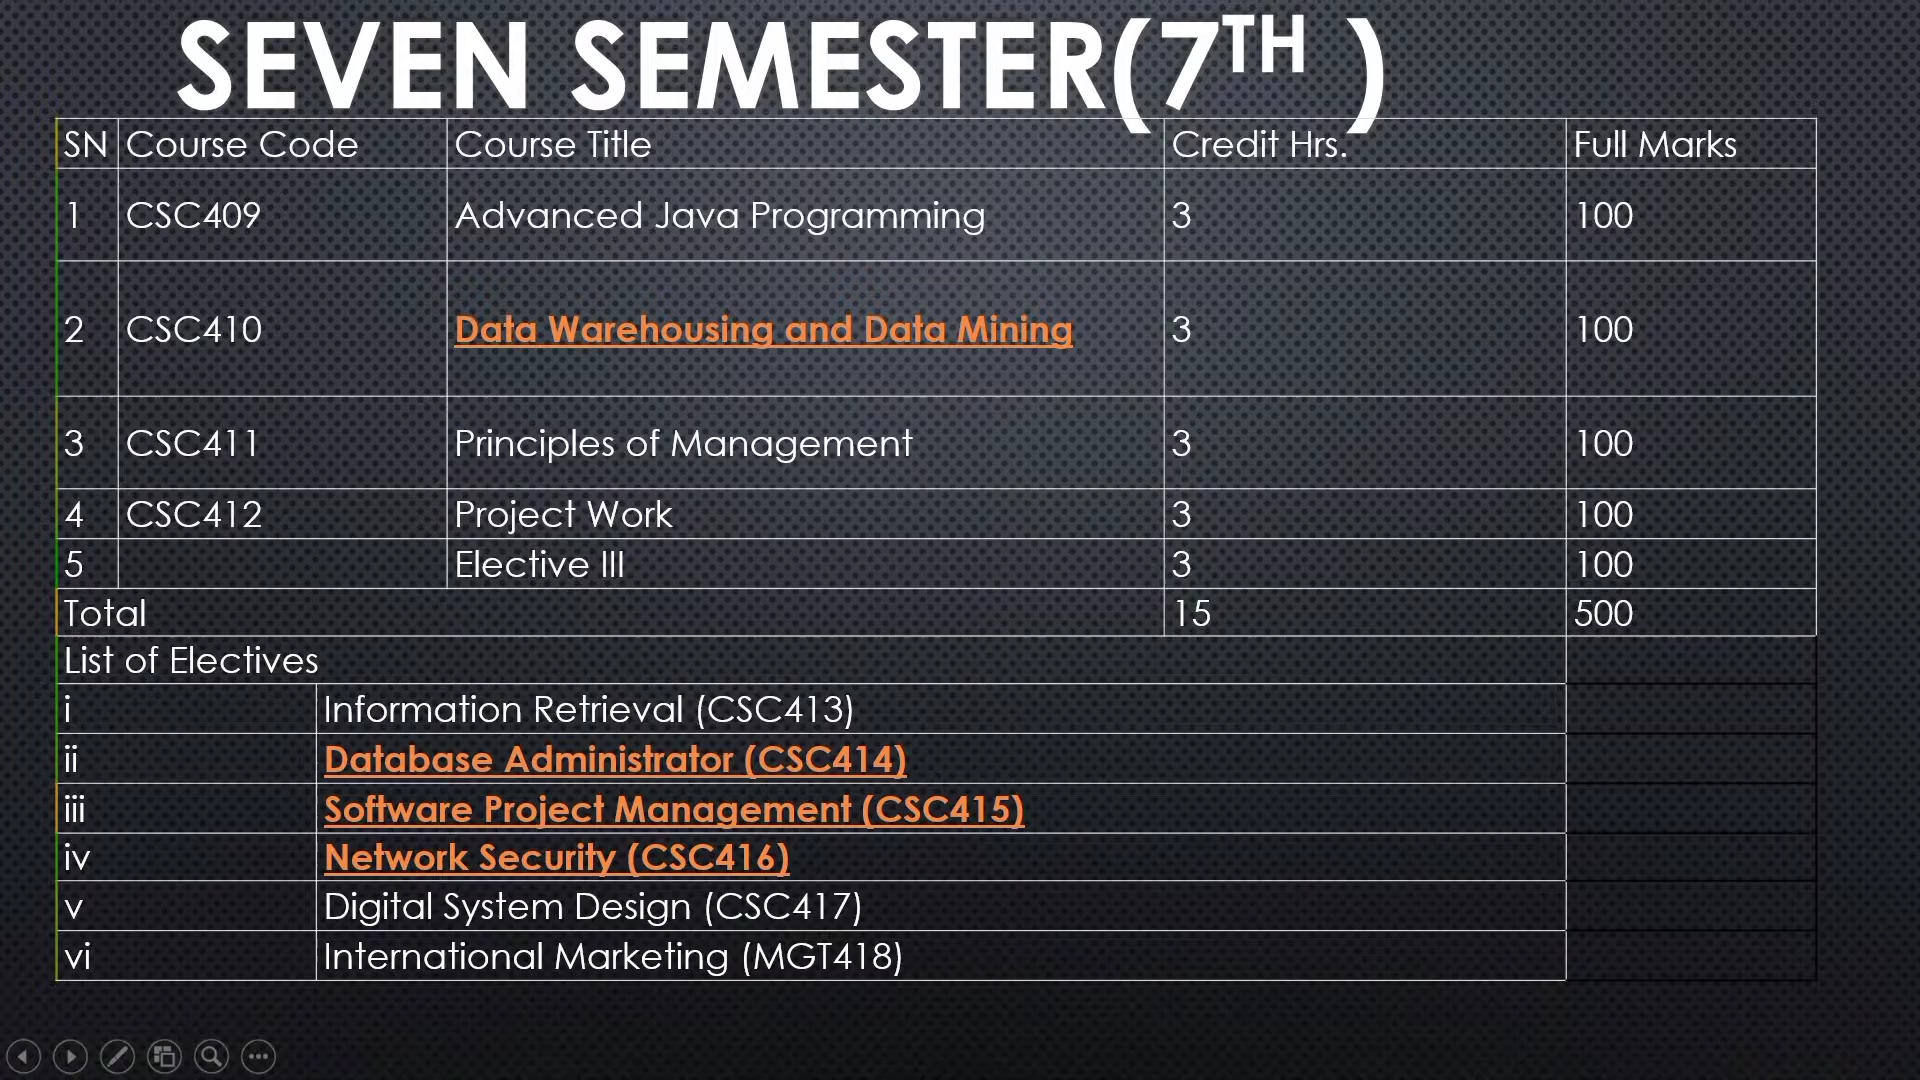 SEVEN SEMESTER(7TH )
SN Course Code Course Title Credit Hrs. Full Marks
1 CSC409 Advanced Java Programming 3 100
2 CSC410 Data Warehousing and Data Mining 3 100
3 CSC411 Principles of Management 3 100
4 CSC412 Project Work 3 100
5 Elective III 3 100
Total 15 500
List of Electives
i Information Retrieval (CSC413)
ii Database Administrator (CSC414)
iii Software Project Management (CSC415)
iv Network Security (CSC416)
v Digital System Design (CSC417)
vi International Marketing (MGT418)